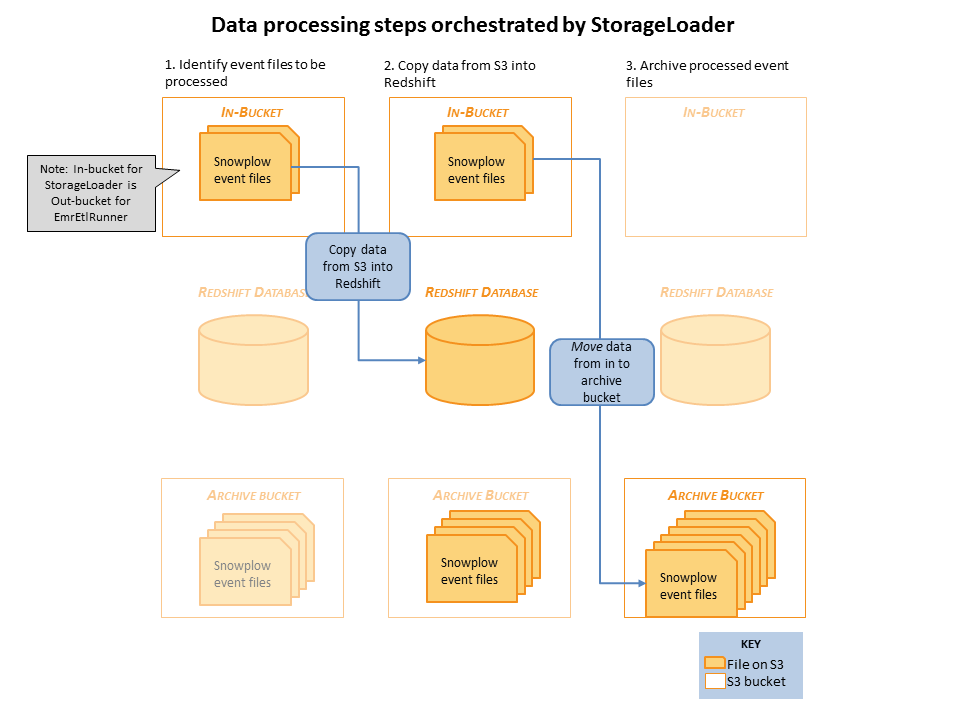 Data processing steps orchestrated by StorageLoader
1. Identify event files to be
processed
2. Copy data from S3 into
Redshift
3. Archive processed event
files
In-Bucket
In-Bucket
In-Bucket
Snowplow
event files
Snowplow
event files
Note: In-bucket for
StorageLoader is
Out-bucket for
EmrEtlRunner
Copy data
from S3 into
Redshift
Redshift Database
Redshift Database
Redshift Database
Move data
from in to
archive
bucket
Archive bucket
Archive Bucket
Archive Bucket
Snowplow
event files
Snowplow
event files
Snowplow
event files
KEY
File on S3
S3 bucket